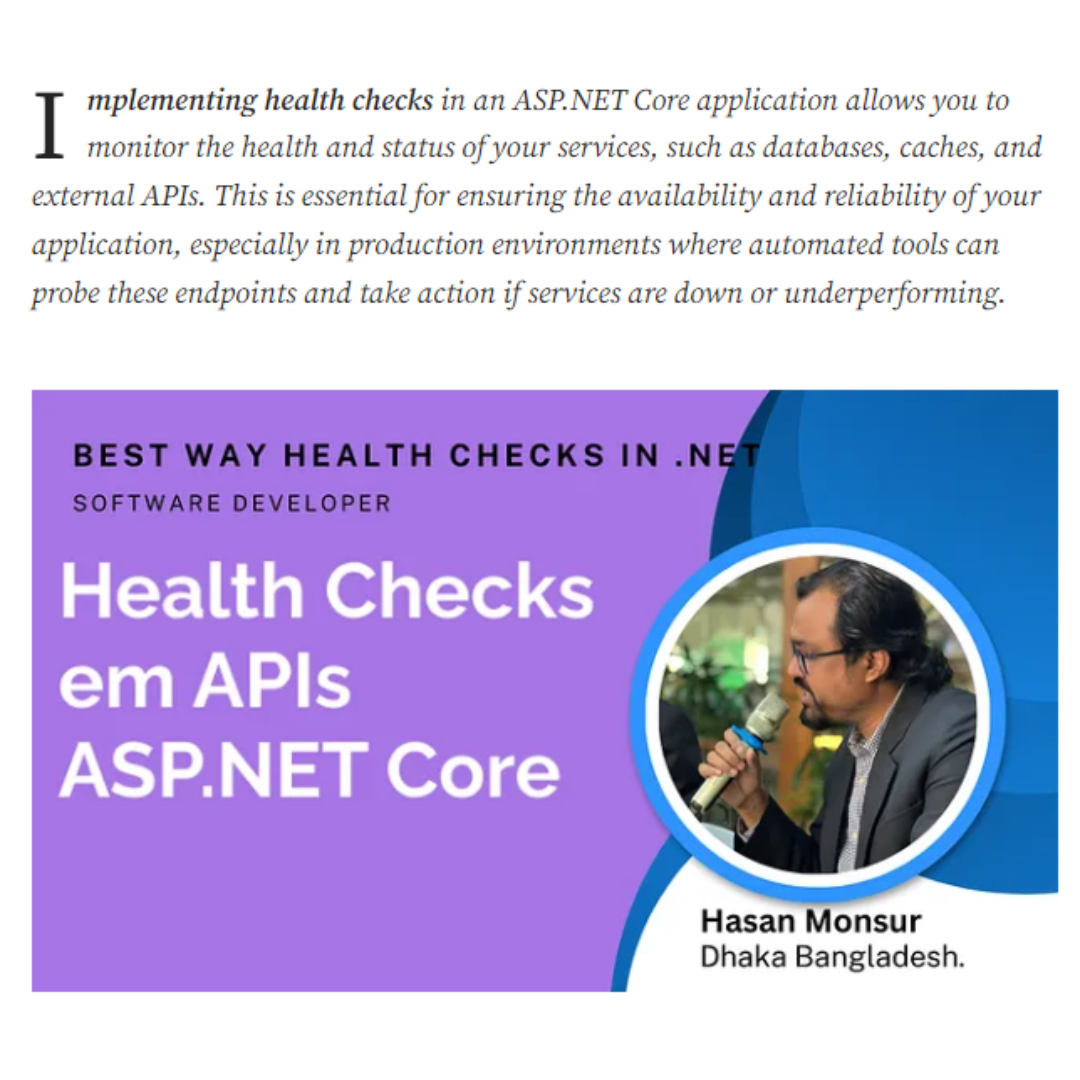 Implementing health checks in an ASP.NET Core application allows you to
monitor the health and status of your services, such as databases, caches, and
external APIs. This is essential for ensuring the availability and reliability of your
application, especially in production environments where automated tools can
probe these endpoints and take action if services are down or underperforming.
BEST WAY HEALTH CHECKS IN .NET
SOFTWARE DEVELOPER
Health Checks
em APIs
ASP.NET Core
Hasan Monsur
Dhaka Bangladesh.